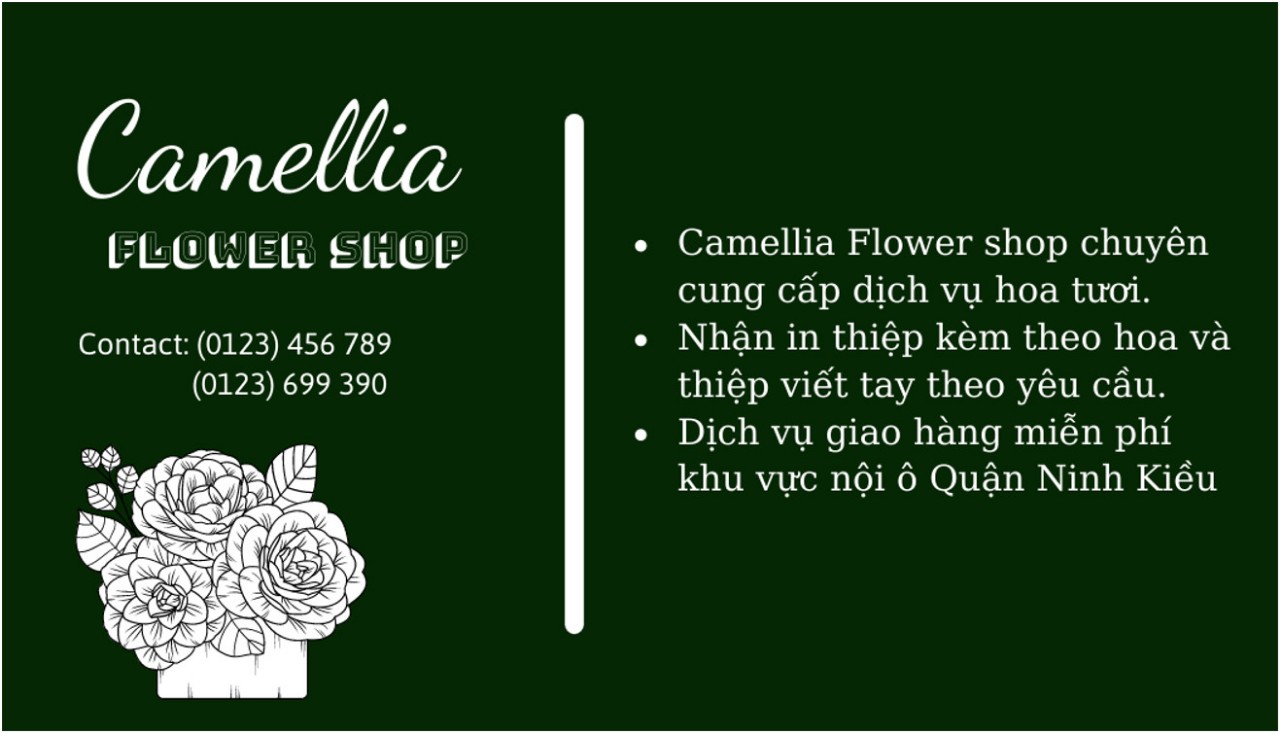 Camellia
FLOWER SHOP
Contact: (0123) 456 789
(0123) 699 390
• Camellia Flower shop chuyên
cung cấp dịch vụ hoa tươi.
• Nhận in thiệp kèm theo hoa và
thiệp viết tay theo yêu cầu.
• Dịch vụ giao hàng miễn phí
khu vực nội ô Quận Ninh Kiều